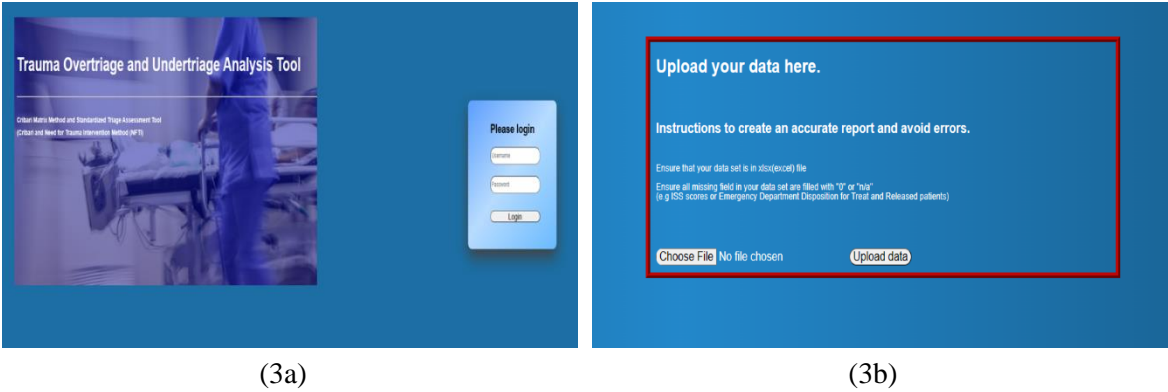 Trauma Overtriage and Undertriage Analysis Tool
Cribari Matrix Method and Standardized Triage Assessment Tool
(Cribari and Need for Trauma Intervention Method (NFTI)
Please login
Username
Password
Login
(3a)
Upload your data here.
Instructions to create an accurate report and avoid errors.
Ensure that your data set is in xlsx(excel) file
Ensure all missing field in your data set are filled with "0" or "n/a"
(e.g ISS scores or Emergency Department Disposition for Treat and Released patients)
Choose File No file chosen Upload data
(3b)